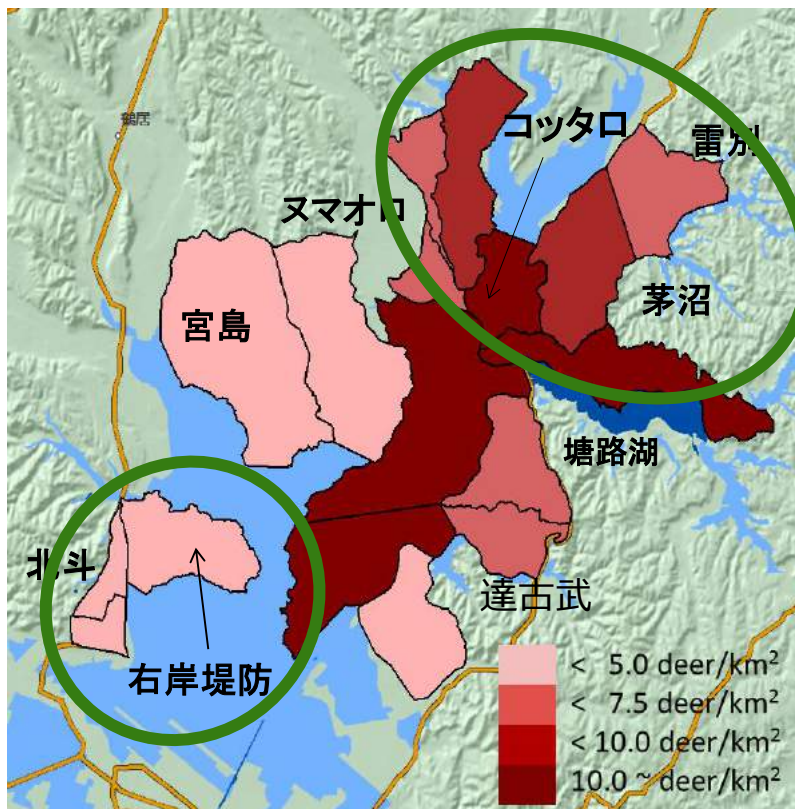 鶴居
コッタロ
雷別
ヌマオロ
宮島
茅沼
塘路湖
北斗
達古武
右岸堤防
< 5.0 deer/km²
< 7.5 deer/km²
< 10.0 deer/km²
10.0 ~ deer/km²